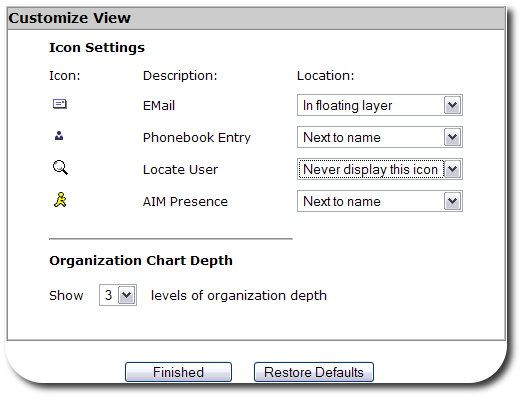 Customize View
Icon Settings
Icon: Description: Location:
EMail In floating layer
Phonebook Entry Next to name
Locate User Never display this icon
AIM Presence Next to name
Organization Chart Depth
Show 3 levels of organization depth
Finished Restore Defaults